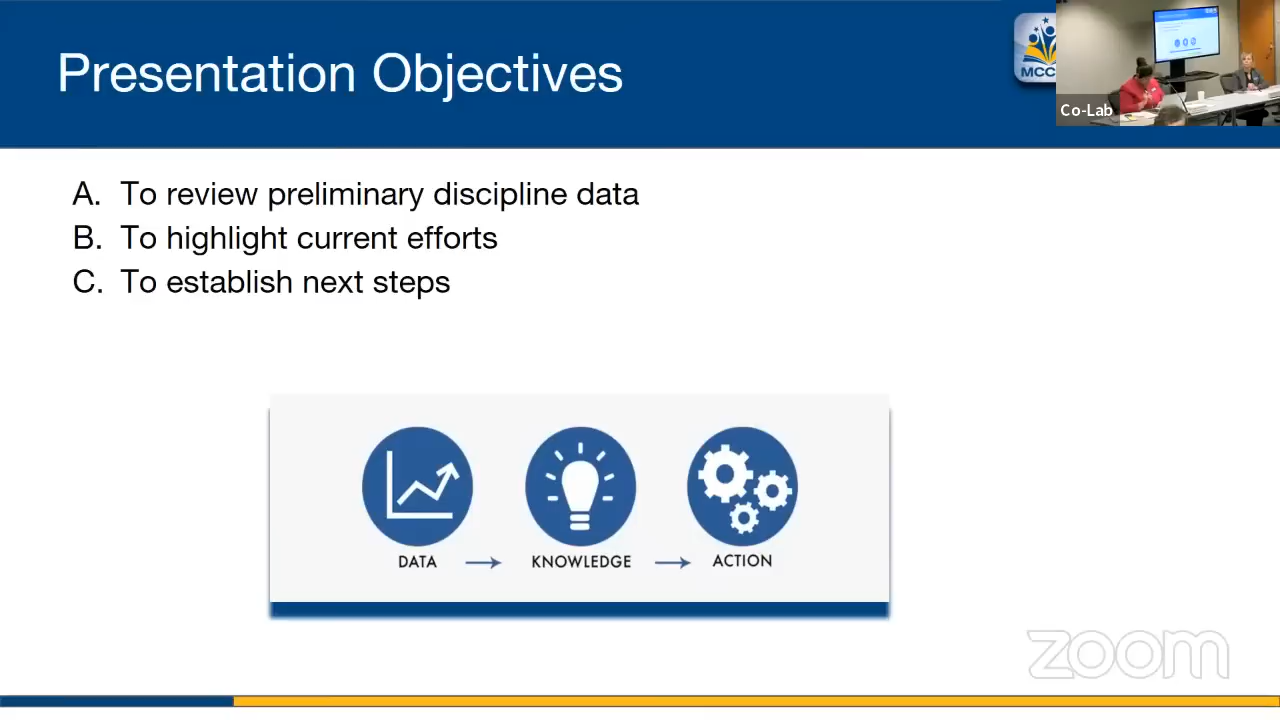 Presentation Objectives
MCC
Co-Lab
A. To review preliminary discipline data
B. To highlight current efforts
C. To establish next steps
DATA → KNOWLEDGE → ACTION
zoom